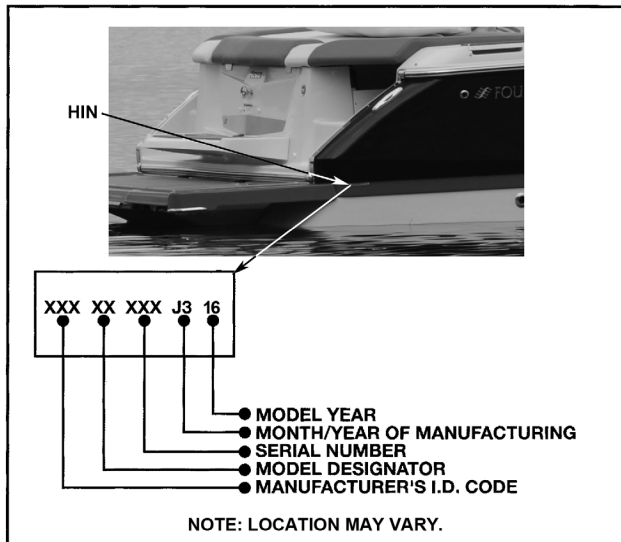 HIN
FOU
XXX XX XXX J3 16
MODEL YEAR
MONTH/YEAR OF MANUFACTURING
SERIAL NUMBER
MODEL DESIGNATOR
MANUFACTURER'S I.D. CODE
NOTE: LOCATION MAY VARY.